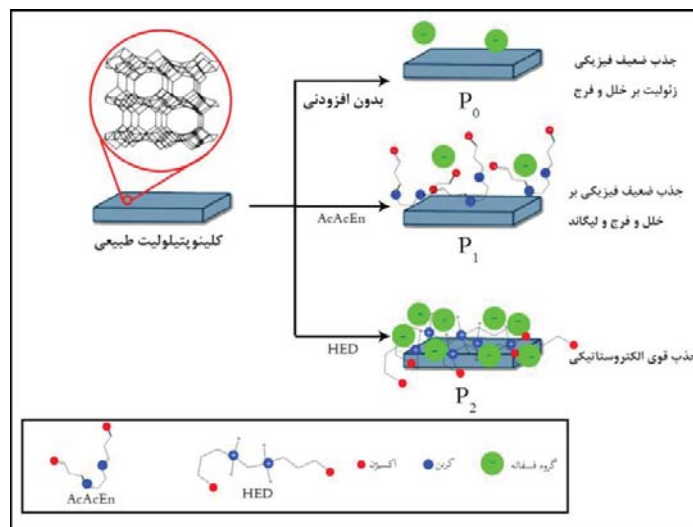 جذب ضعیف فیزیکی
زئولیت بر خلل و فرج
P0
بدون افزودنی
کلینوپتیلولیت طبیعی
AcAcEn
P1
جذب ضعیف فیزیکی بر
خلل و فرج و لیگاند
HED
P2
جذب قوی الکتروستاتیکی
AcAcEn
HED
اکسیژن
کربن
گروه فسفاته